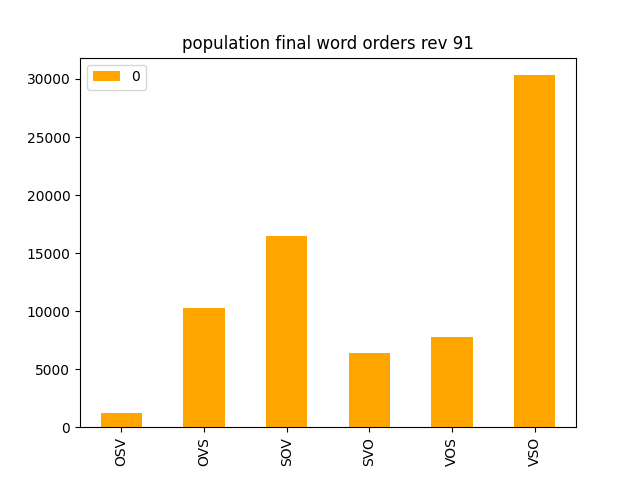 population final word orders rev 91
0
30000
25000
20000
15000
10000
5000
0
OSV
OVS
SOV
SVO
VOS
VSO